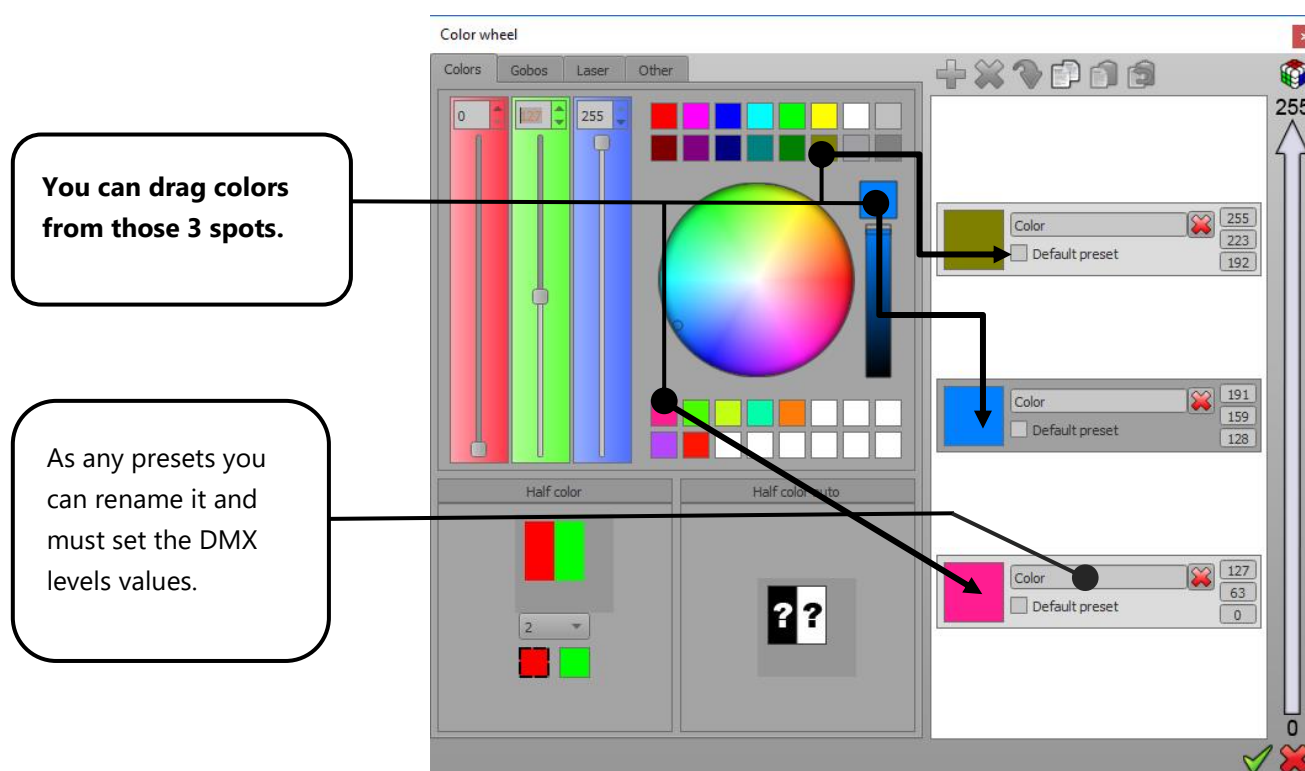 Color wheel
Colors Gobos Laser Other
0 127 255
255
You can drag colors
from those 3 spots.
Color 255
Default preset 223
192
Color 191
Default preset 159
128
As any presets you
can rename it and
must set the DMX
levels values.
Half color Half color auto
2
? ?
Color 127
Default preset 63
0
0